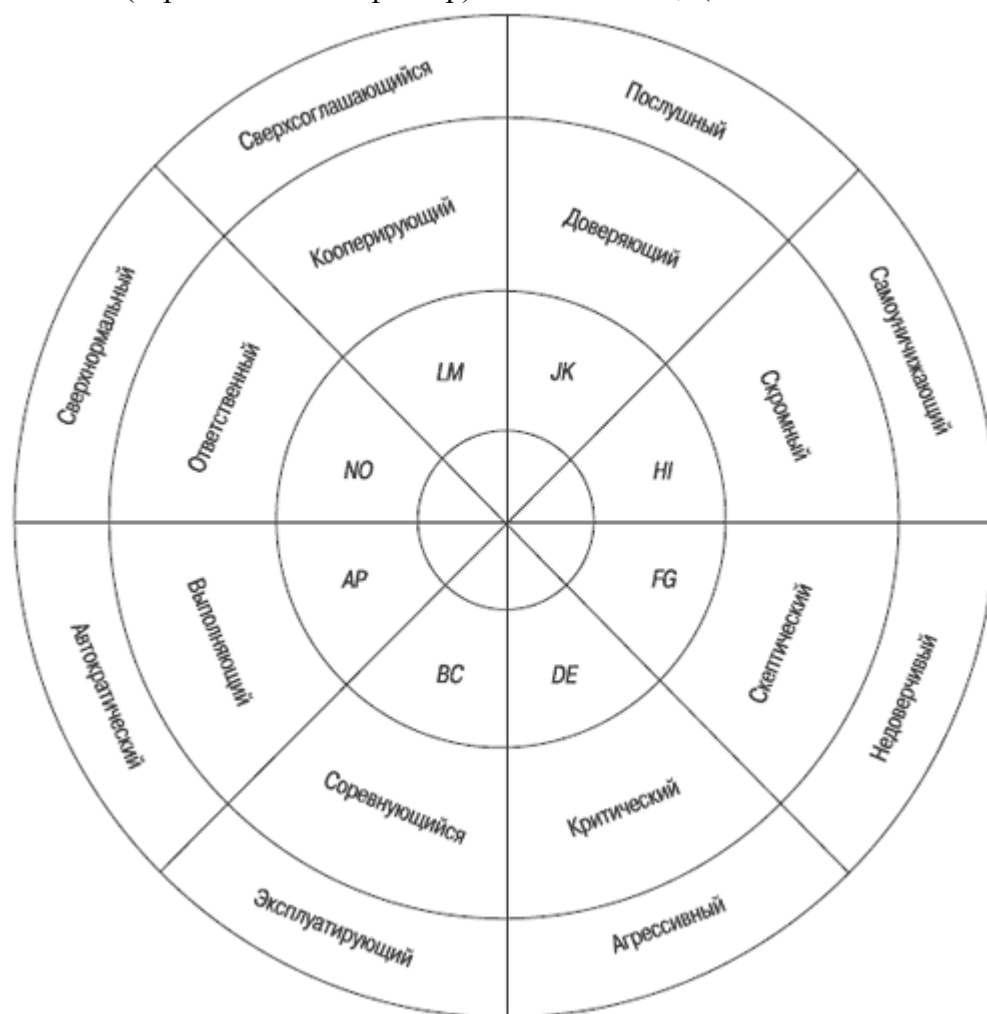 Сверхсоглашающийся
Послушный
Кооперирующий
Доверяющий
Сверхнормальный
Самоуничижающий
Ответственный
Скромный
LM
JK
NO
HI
AP
FG
BC
DE
Автократический
Выполняющий
Скептический
Недоверчивый
Соревнующийся
Критический
Эксплуатирующий
Агрессивный